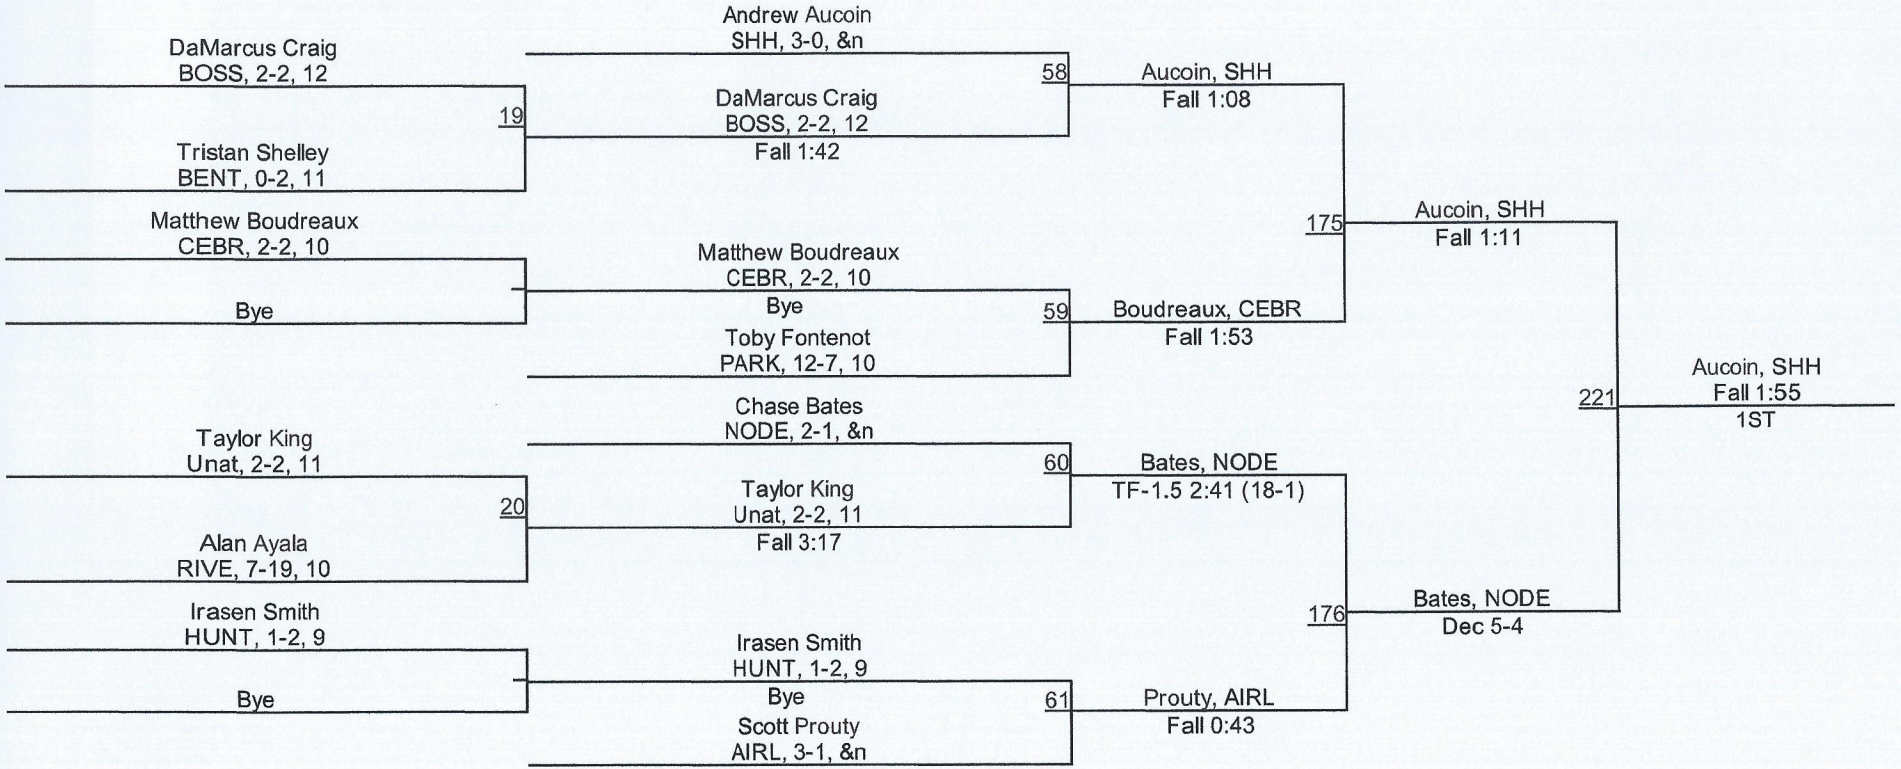 DaMarcus Craig
BOSS, 2-2, 12
19
Tristan Shelley
BENT, 0-2, 11
Matthew Boudreaux
CEBR, 2-2, 10
Bye
Taylor King
Unat, 2-2, 11
20
Alan Ayala
RIVE, 7-19, 10
Irasen Smith
HUNT, 1-2, 9
Bye
Andrew Aucoin
SHH, 3-0, &n
58
DaMarcus Craig
BOSS, 2-2, 12
Fall 1:42
Matthew Boudreaux
CEBR, 2-2, 10
Bye
59
Toby Fontenot
PARK, 12-7, 10
Chase Bates
NODE, 2-1, &n
60
Taylor King
Unat, 2-2, 11
Fall 3:17
Irasen Smith
HUNT, 1-2, 9
Bye
61
Scott Prouty
AIRL, 3-1, &n
Aucoin, SHH
Fall 1:08
175
Boudreaux, CEBR
Fall 1:53
Bates, NODE
TF-1.5 2:41 (18-1)
176
Prouty, AIRL
Fall 0:43
Aucoin, SHH
Fall 1:11
221
Bates, NODE
Dec 5-4
Aucoin, SHH
Fall 1:55
1ST